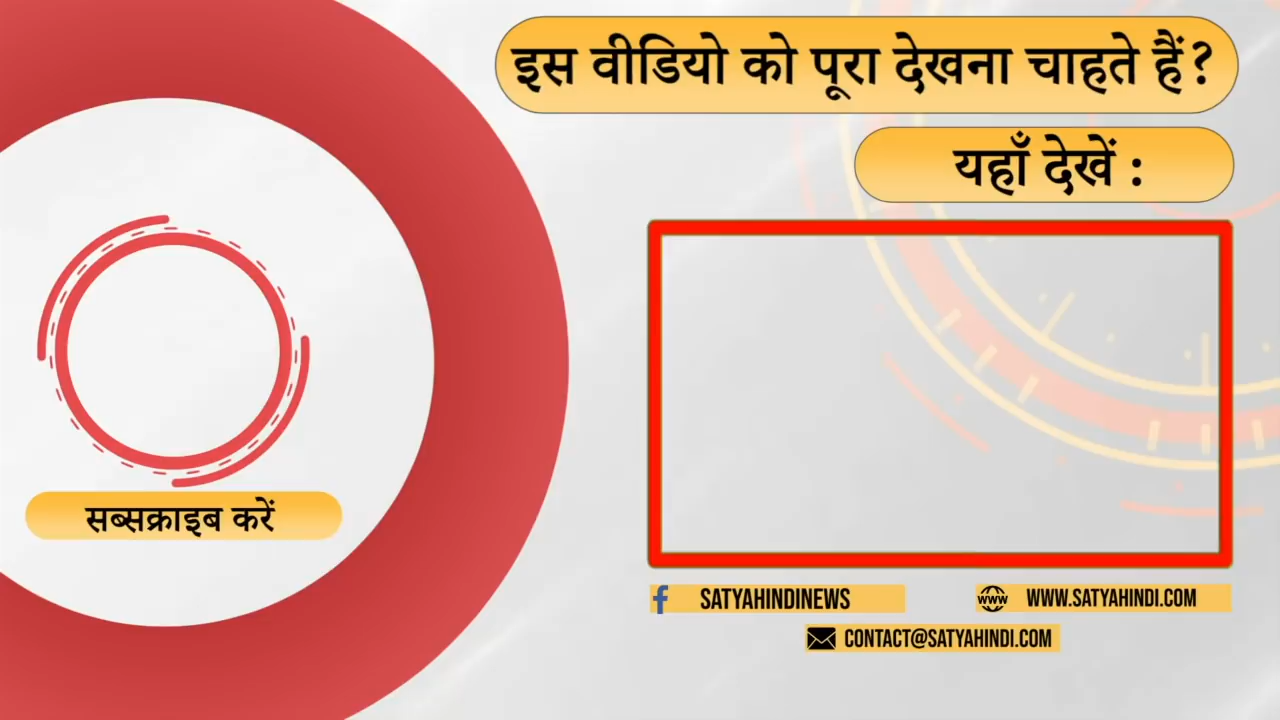 इस वीडियो को पूरा देखना चाहते हैं?
यहाँ देखें :
सब्सक्राइब करें
SATYAHINDINEWS
WWW.SATYAHINDI.COM
CONTACT@SATYAHINDI.COM